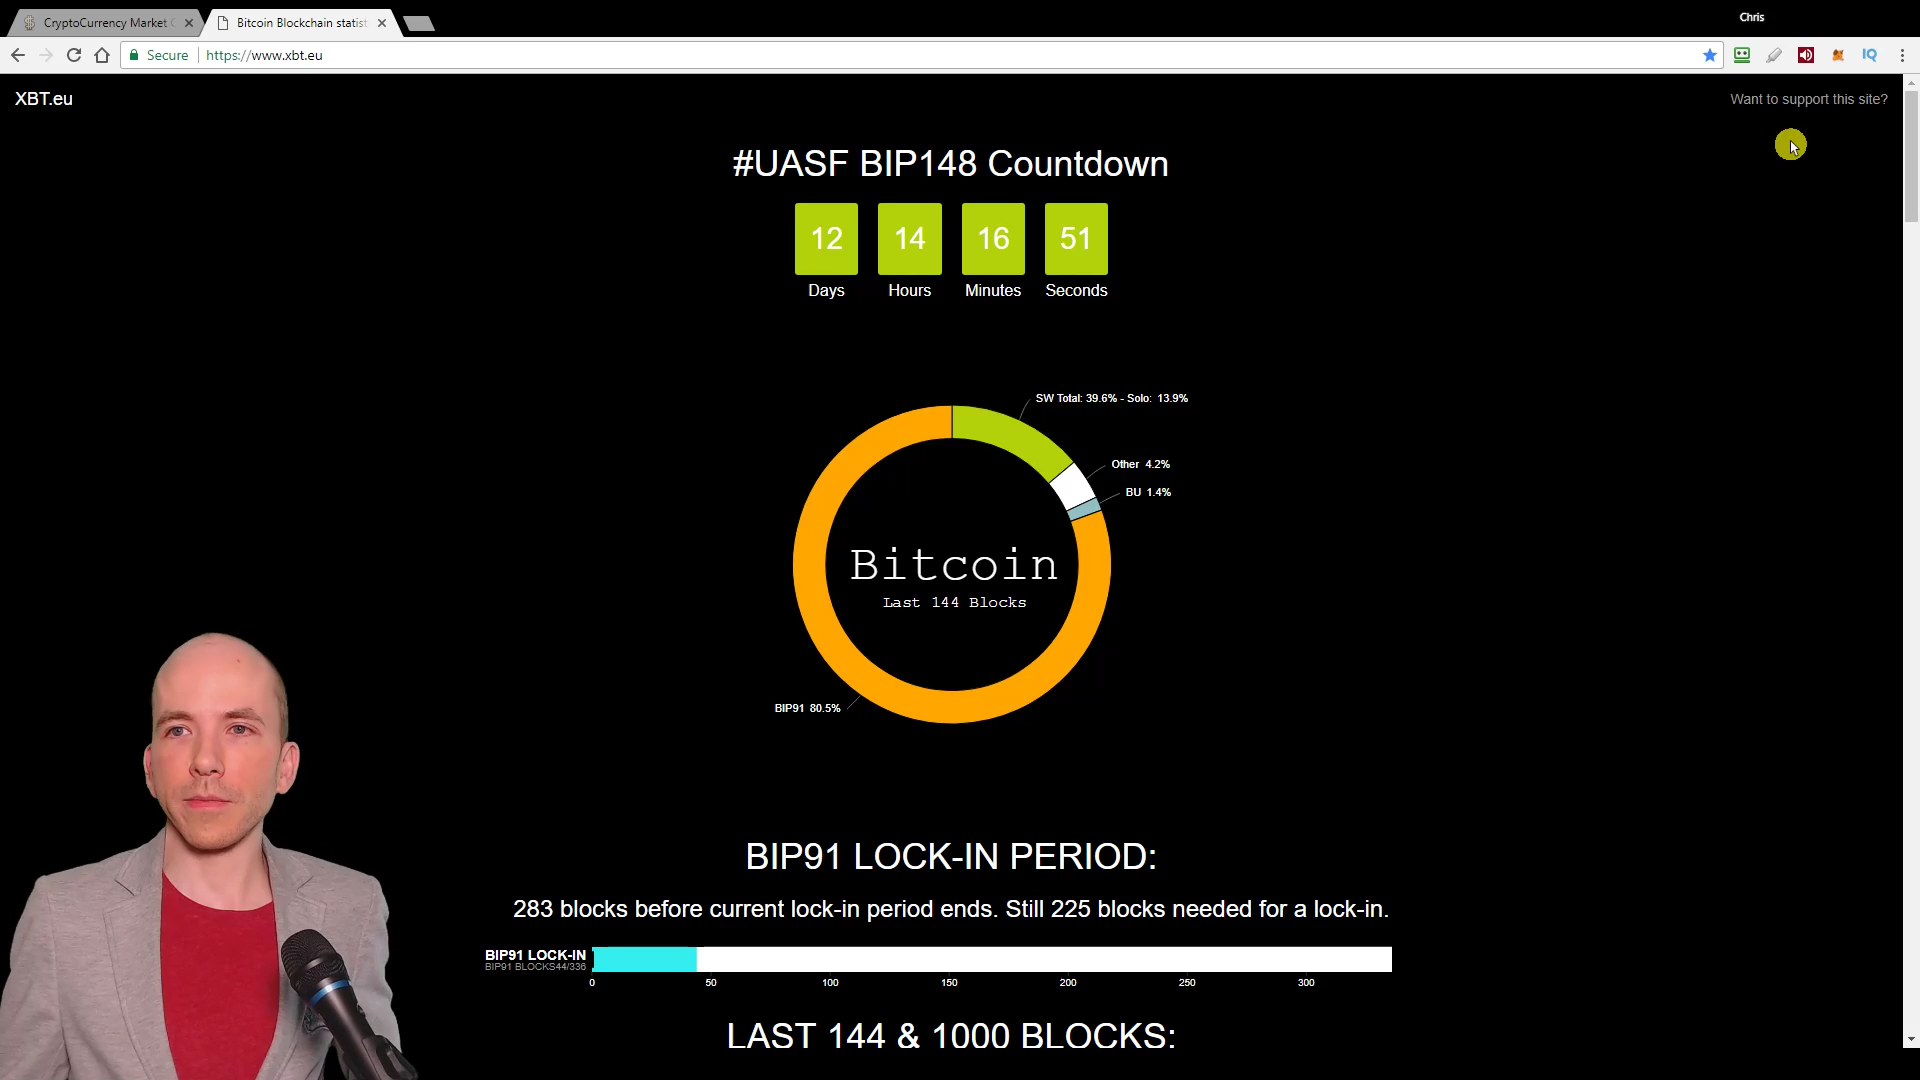 CryptoCurrency Market C
Bitcoin Blockchain statist
Chris
Secure
https://www.xbt.eu
IQ
XBT.eu
Want to support this site?
#UASF BIP148 Countdown
12 14 16 51
Days Hours Minutes Seconds
SW Total: 39.6% - Solo: 13.9%
Other 4.2%
BU 1.4%
Bitcoin
Last 144 Blocks
BIP91 80.5%
BIP91 LOCK-IN PERIOD:
283 blocks before current lock-in period ends. Still 225 blocks needed for a lock-in.
BIP91 LOCK-IN
BIP91 BLOCKS44/336
0 50 100 150 200 250 300
LAST 144 & 1000 BLOCKS: